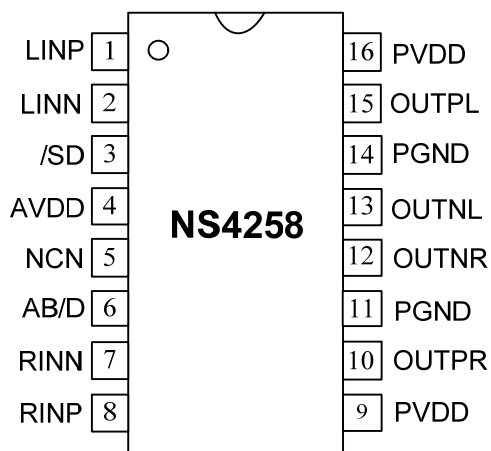 LINP 1 16 PVDD
LINN 2 15 OUTPL
/SD 3 14 PGND
AVDD 4 13 OUTNL
NS4258
NCN 5 12 OUTNR
AB/D 6 11 PGND
RINN 7 10 OUTPR
RINP 8 9 PVDD